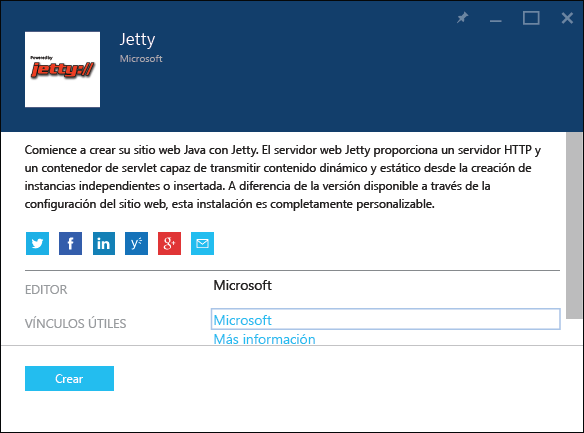 Jetty
Microsoft
Powered by
jetty://
Comience a crear su sitio web Java con Jetty. El servidor web Jetty proporciona un servidor HTTP y
un contenedor de servlet capaz de transmitir contenido dinámico y estático desde la creación de
instancias independientes o insertada. A diferencia de la versión disponible a través de la
configuración del sitio web, esta instalación es completamente personalizable.
f in y g+
EDITOR Microsoft
VÍNCULOS ÚTILES Microsoft
Más información
Crear